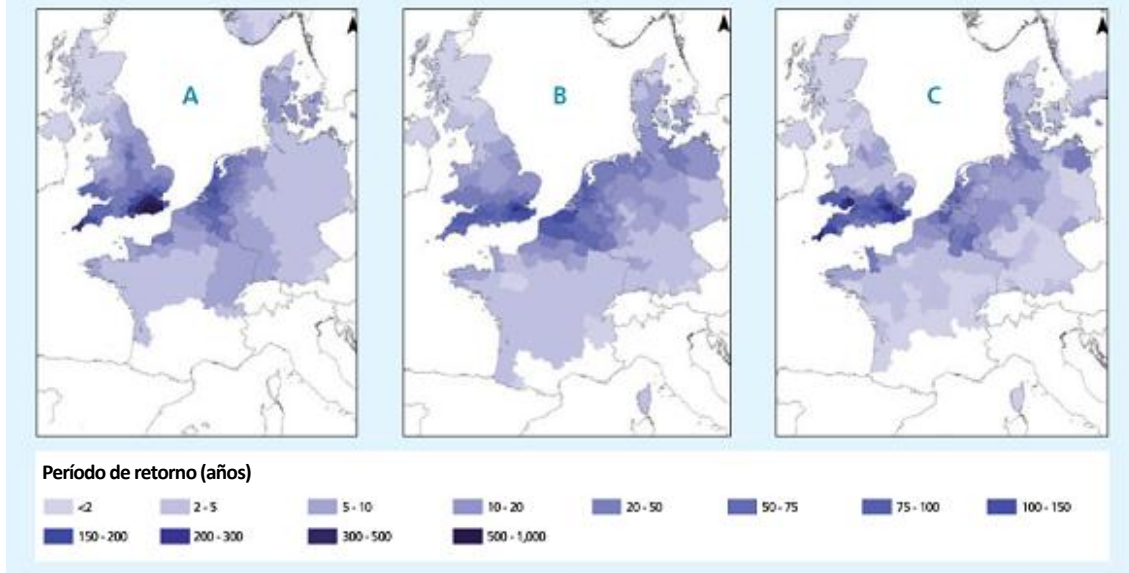 A B C
Período de retorno (años)
<2 2 - 5 5 - 10 10 - 20 20 - 50 50 - 75 75 - 100 100 - 150
150 - 200 200 - 300 300 - 500 500 - 1,000